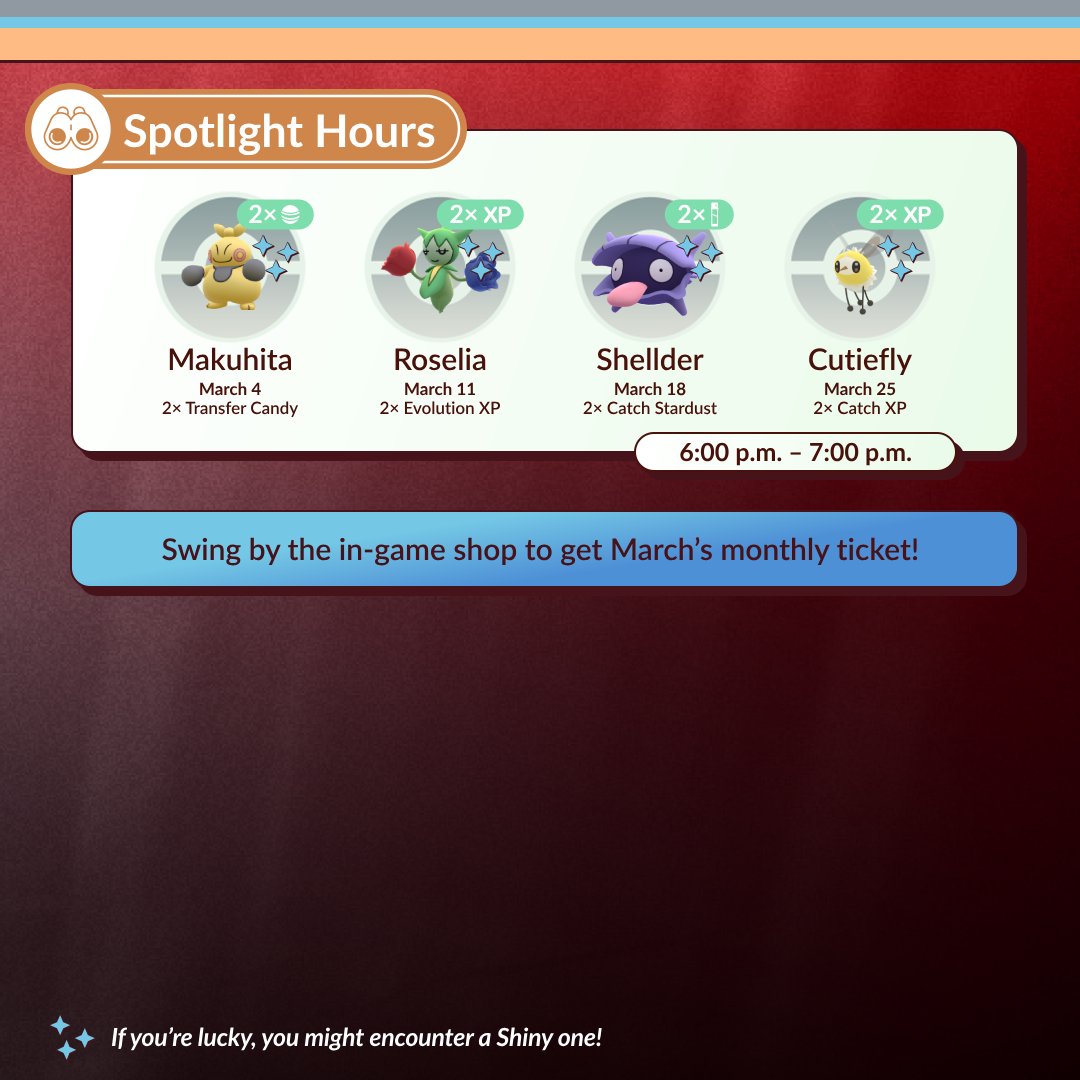 Spotlight Hours
2×
2× XP
2×
2× XP
Makuhita
March 4
2× Transfer Candy
Roselia
March 11
2× Evolution XP
Shellder
March 18
2× Catch Stardust
Cutiefly
March 25
2× Catch XP
6:00 p.m. – 7:00 p.m.
Swing by the in-game shop to get March’s monthly ticket!
If you’re lucky, you might encounter a Shiny one!